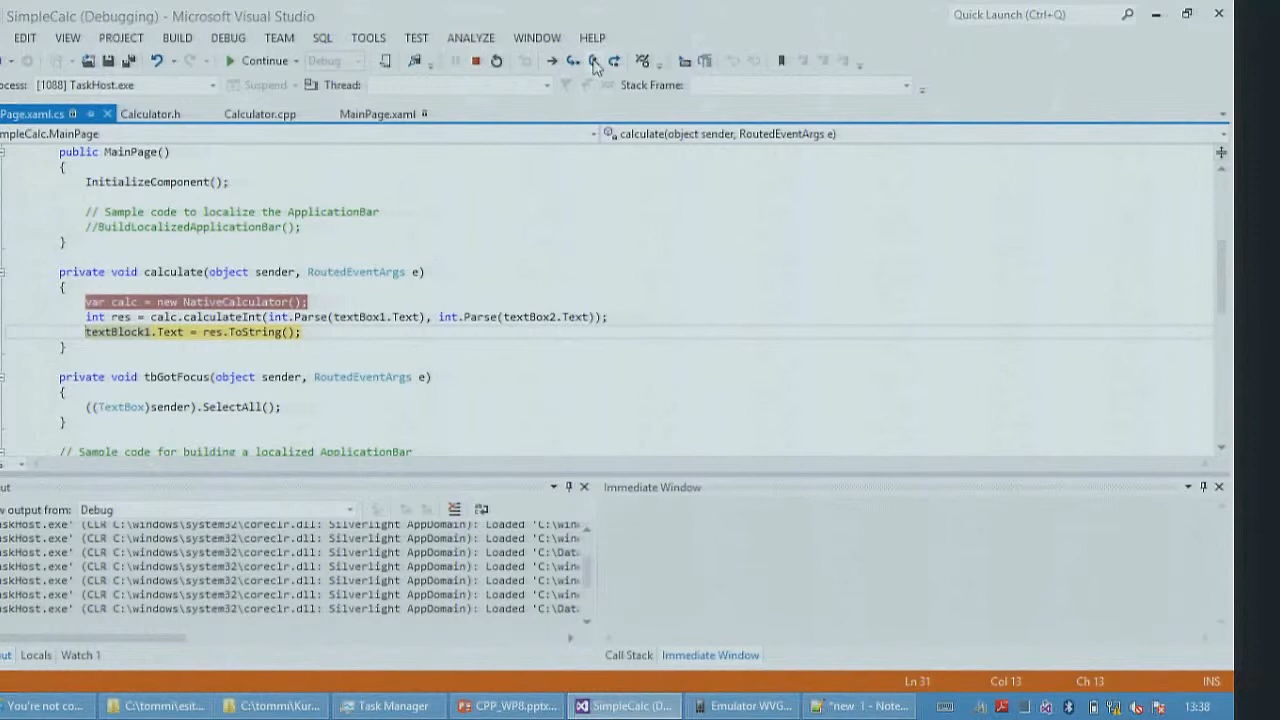 SimpleCalc (Debugging) - Microsoft Visual Studio
Quick Launch (Ctrl+Q)
EDIT VIEW PROJECT BUILD DEBUG TEAM SQL TOOLS TEST ANALYZE WINDOW HELP
Continue Debug
ocess: [1088] TaskHost.exe Suspend Thread: Stack Frame:
Page.xaml.cs Calculator.h Calculator.cpp MainPage.xaml
mpleCalc.MainPage calculate(object sender, RoutedEventArgs e)
public MainPage()
{
InitializeComponent();
// Sample code to localize the ApplicationBar
//BuildLocalizedApplicationBar();
}
private void calculate(object sender, RoutedEventArgs e)
{
var calc = new NativeCalculator();
int res = calc.calculateInt(int.Parse(textBox1.Text), int.Parse(textBox2.Text));
textBlock1.Text = res.ToString();
}
private void tbGotFocus(object sender, RoutedEventArgs e)
{
((TextBox)sender).SelectAll();
}
// Sample code for building a localized ApplicationBar
ut Immediate Window
w output from: Debug
askHost.exe' (CLR C:\windows\system32\coreclr.dll: Silverlight AppDomain): Loaded 'C:\win
askHost.exe' (CLR C:\windows\system32\coreclr.dll: Silverlight AppDomain): Loaded 'C:\win
askHost.exe' (CLR C:\windows\system32\coreclr.dll: Silverlight AppDomain): Loaded 'C:\Dat
askHost.exe' (CLR C:\windows\system32\coreclr.dll: Silverlight AppDomain): Loaded 'C:\win
askHost.exe' (CLR C:\windows\system32\coreclr.dll: Silverlight AppDomain): Loaded 'C:\win
askHost.exe' (CLR C:\windows\system32\coreclr.dll: Silverlight AppDomain): Loaded 'C:\win
askHost.exe' (CLR C:\windows\system32\coreclr.dll: Silverlight AppDomain): Loaded 'C:\Dat
ut Locals Watch 1 Call Stack Immediate Window
Ln 31 Col 13 Ch 13 INS
You're not co... C:\tommi\esit... C:\tommi\Kur... Task Manager CPP_WP8.pptx... SimpleCalc (D... Emulator WVG... *new 1 - Note... 13:38